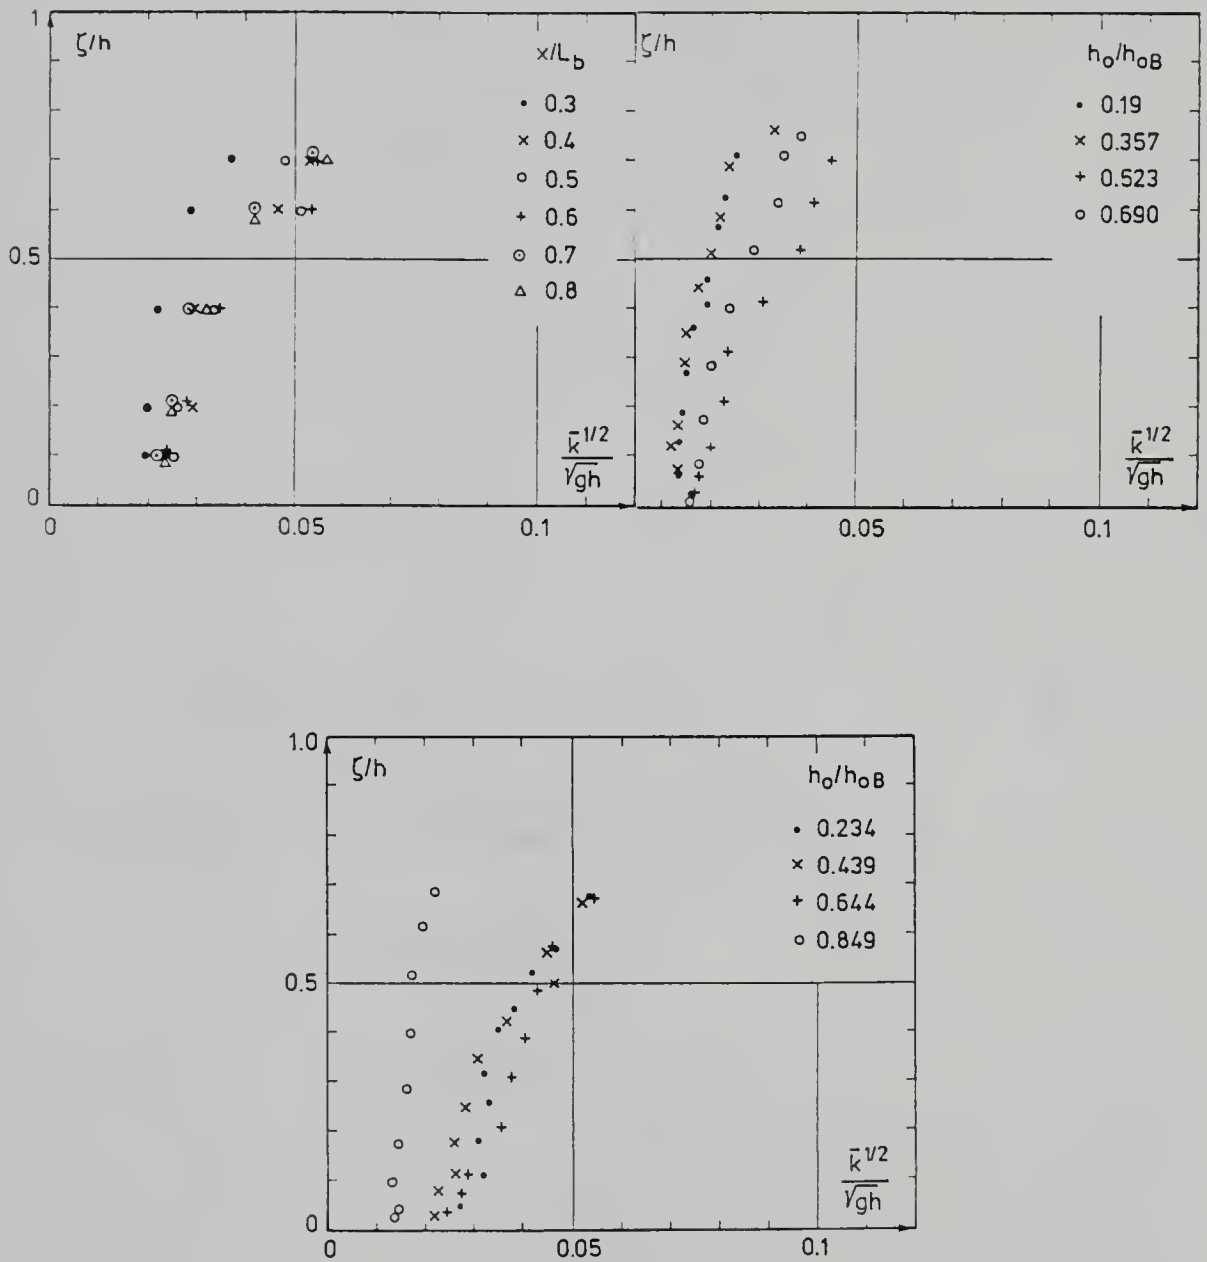 1
ζ/h
x/L_b
• 0.3
× 0.4
○ 0.5
+ 0.6
⊙ 0.7
△ 0.8
0.5
k̄^1/2
√gh
0
0
0.05
0.1
ζ/h
h_o/h_oB
• 0.19
× 0.357
+ 0.523
○ 0.690
k̄^1/2
√gh
0.05
0.1
1.0
ζ/h
h_o/h_oB
• 0.234
× 0.439
+ 0.644
○ 0.849
0.5
k̄^1/2
√gh
0
0
0.05
0.1